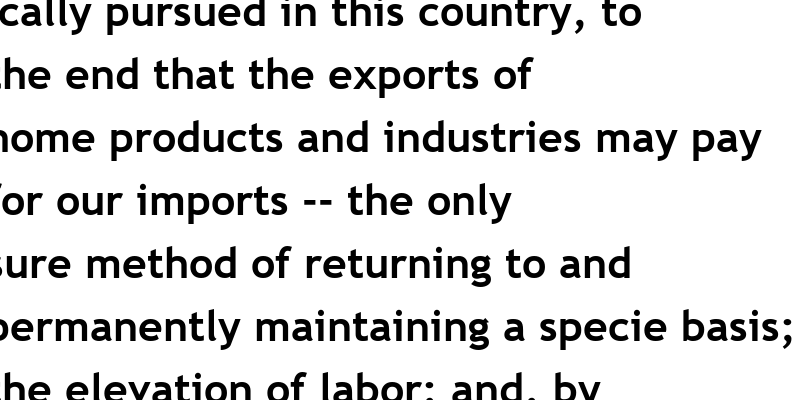 cally pursued in this country, to
the end that the exports of
home products and industries may pay
for our imports -- the only
sure method of returning to and
permanently maintaining a specie basis;
the elevation of labor; and, by